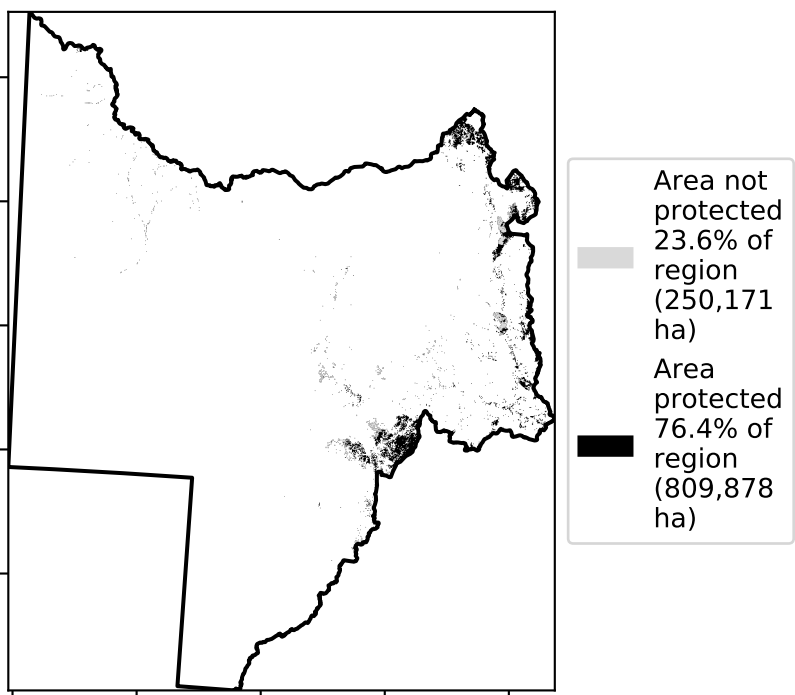 Area not
protected
23.6% of
region
(250,171
ha)
Area
protected
76.4% of
region
(809,878
ha)